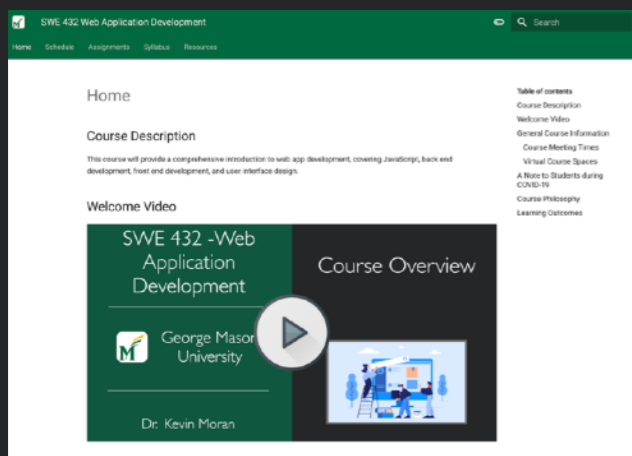 SWE 432 Web Application Development
Search
Home Schedule Assignments Syllabus Resources
Home
Course Description
This course will provide a comprehensive introduction to web app development, covering JavaScript, back end
development, front end development, and user interface design.
Welcome Video
SWE 432 -Web
Application
Development
George Mason
University
Dr. Kevin Moran
Course Overview
Table of contents
Course Description
Welcome Video
General Course Information
Course Meeting Times
Virtual Course Spaces
A Note to Students during
COVID-19
Course Philosophy
Learning Outcomes